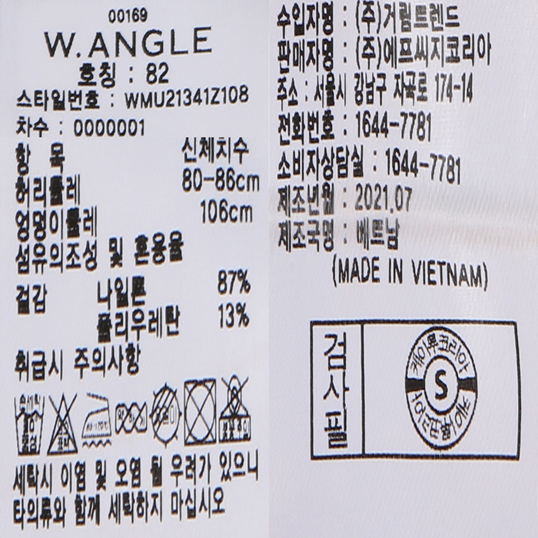 00169
W.ANGLE
호칭 : 82
스타일번호 : WMU21341Z108
차수 : 0000001
항 목 신체치수
허리둘레 80-86cm
엉덩이둘레 106cm
섬유의조성 및 혼용율
겉감 나일론 87%
폴리우레탄 13%
취급시 주의사항
세탁시 이염 및 오염 될 우려가 있으니
타의류와 함께 세탁하지 마십시오
수입자명 : (주)거림트렌드
판매자명 : (주)에프씨지코리아
주소 : 서울시 강남구 자곡로 174-14
전화번호 : 1644-7781
소비자상담실 : 1644-7781
제조년월 : 2021.07
제조국명 : 베트남
(MADE IN VIETNAM)
검사필
S